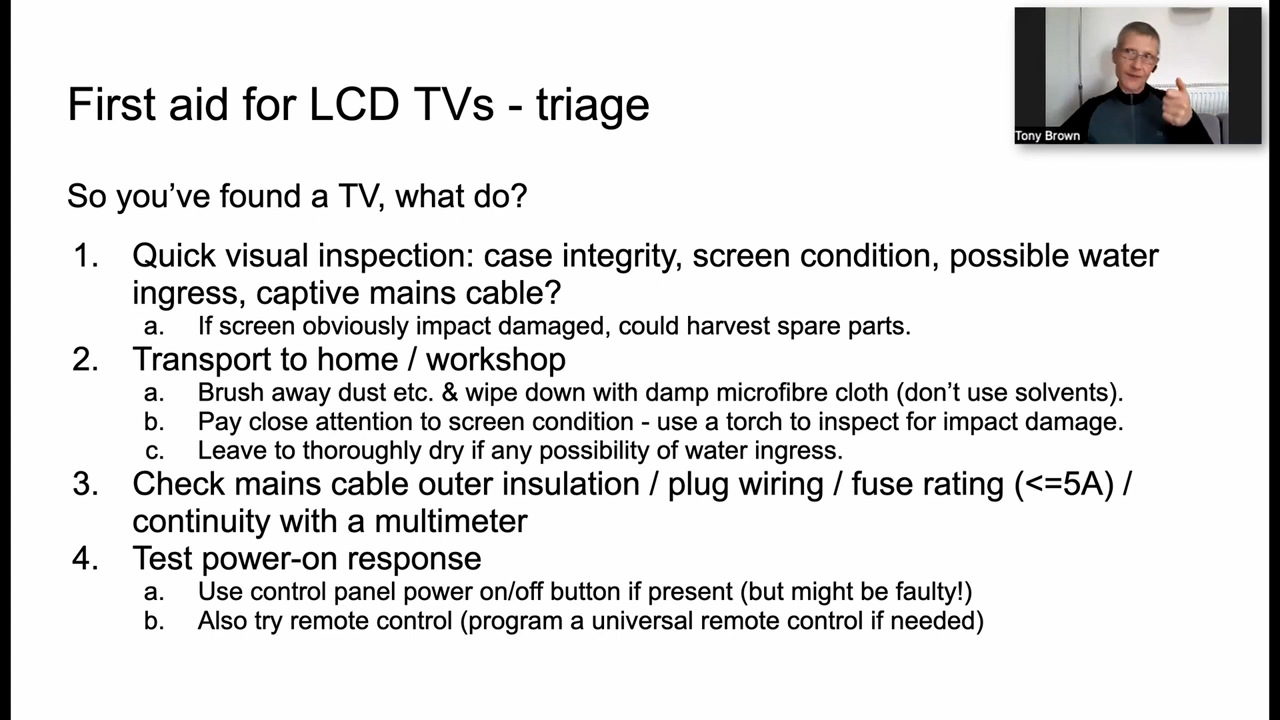 Tony Brown
First aid for LCD TVs - triage
So you’ve found a TV, what do?
1. Quick visual inspection: case integrity, screen condition, possible water
ingress, captive mains cable?
a. If screen obviously impact damaged, could harvest spare parts.
2. Transport to home / workshop
a. Brush away dust etc. & wipe down with damp microfibre cloth (don’t use solvents).
b. Pay close attention to screen condition - use a torch to inspect for impact damage.
c. Leave to thoroughly dry if any possibility of water ingress.
3. Check mains cable outer insulation / plug wiring / fuse rating (<=5A) /
continuity with a multimeter
4. Test power-on response
a. Use control panel power on/off button if present (but might be faulty!)
b. Also try remote control (program a universal remote control if needed)